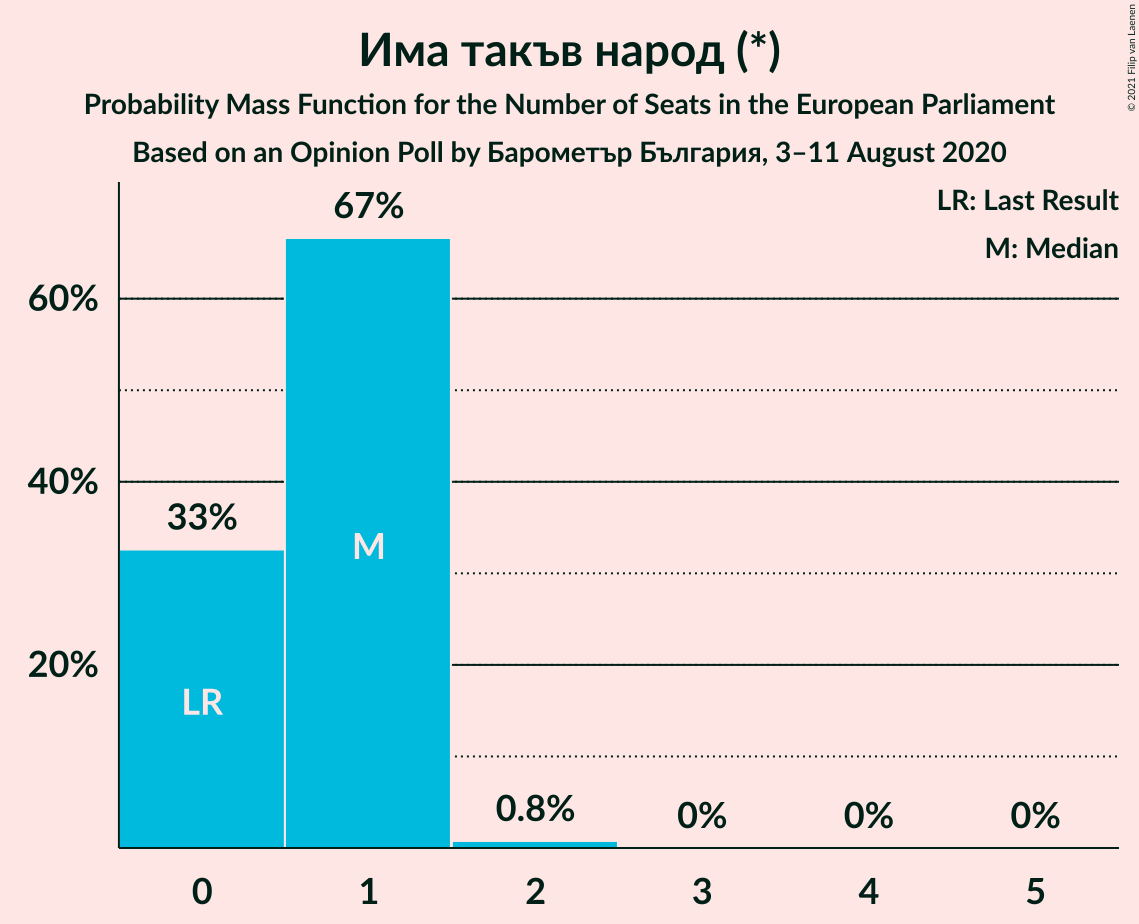 Има такъв народ (*)
Probability Mass Function for the Number of Seats in the European Parliament
Based on an Opinion Poll by Барометър България, 3–11 August 2020
© 2021 Filip van Laenen
LR: Last Result
M: Median
67%
60%
40%
33%
M
20%
LR
0.8%
0%
0%
0%
0
1
2
3
4
5